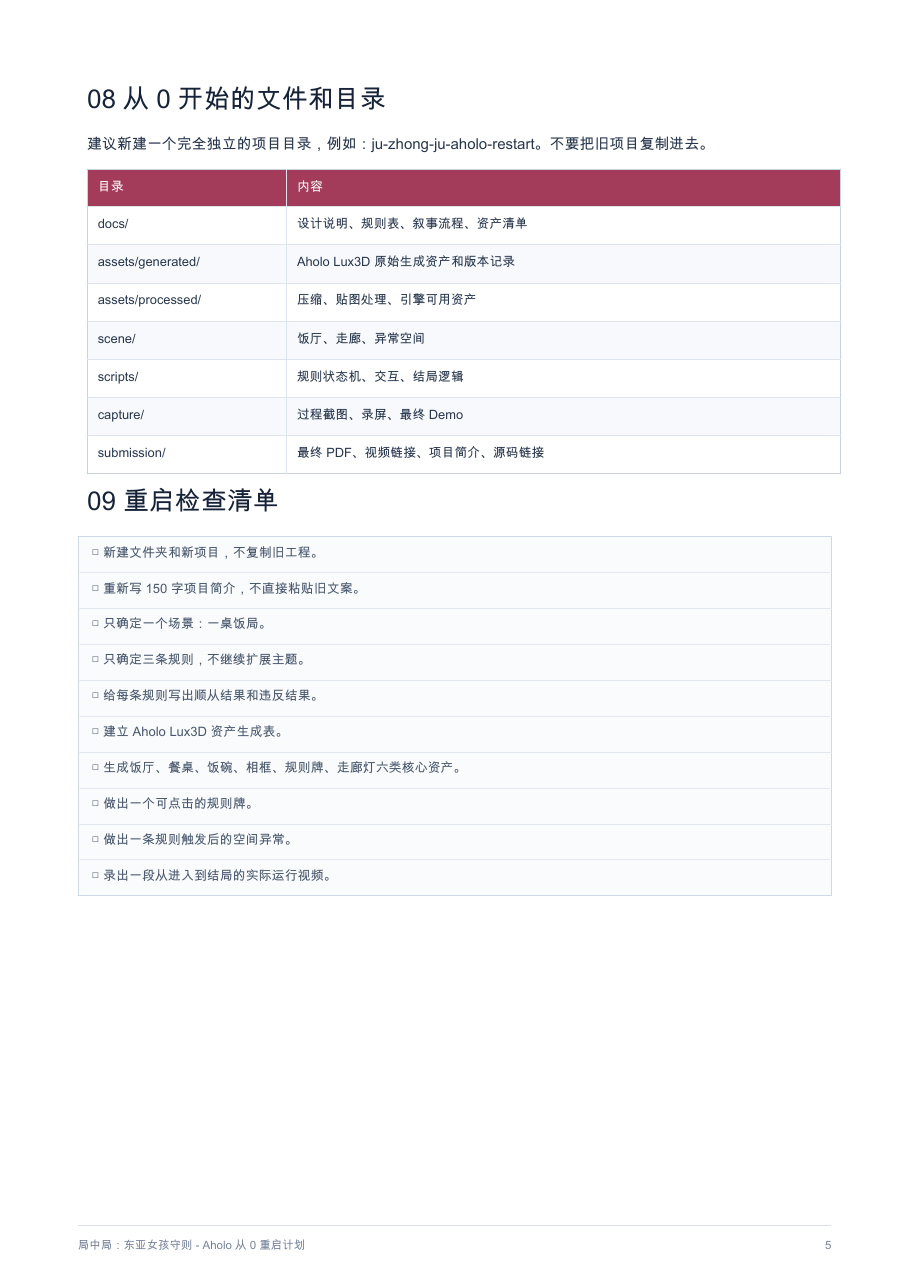 08 从 0 开始的文件和目录
建议新建一个完全独立的项目目录，例如：ju-zhong-ju-aholo-restart。不要把旧项目复制进去。
目录 内容
docs/ 设计说明、规则表、叙事流程、资产清单
assets/generated/ Aholo Lux3D 原始生成资产和版本记录
assets/processed/ 压缩、贴图处理、引擎可用资产
scene/ 饭厅、走廊、异常空间
scripts/ 规则状态机、交互、结局逻辑
capture/ 过程截图、录屏、最终 Demo
submission/ 最终 PDF、视频链接、项目简介、源码链接
09 重启检查清单
□ 新建文件夹和新项目，不复制旧工程。
□ 重新写 150 字项目简介，不直接粘贴旧文案。
□ 只确定一个场景：一桌饭局。
□ 只确定三条规则，不继续扩展主题。
□ 给每条规则写出顺从结果和违反结果。
□ 建立 Aholo Lux3D 资产生成表。
□ 生成饭厅、餐桌、饭碗、相框、规则牌、走廊灯六类核心资产。
□ 做出一个可点击的规则牌。
□ 做出一条规则触发后的空间异常。
□ 录出一段从进入到结局的实际运行视频。
局中局：东亚女孩守则 - Aholo 从 0 重启计划 5